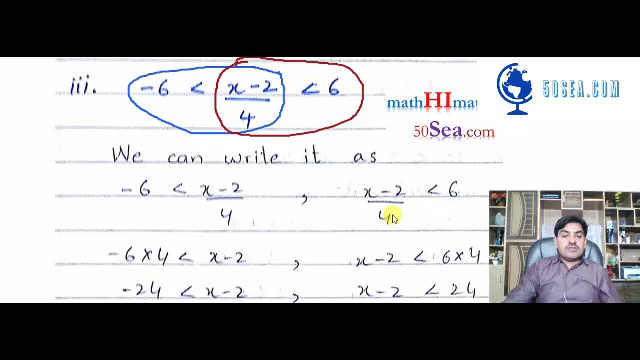 iii. -6 < x-2/4 < 6
mathHImat
50Sea.com
50SEA.COM
We can write it as
-6 < x-2/4 , x-2/4 < 6
-6×4 < x-2 , x-2 < 6×4
-24 < x-2 , x-2 < 24